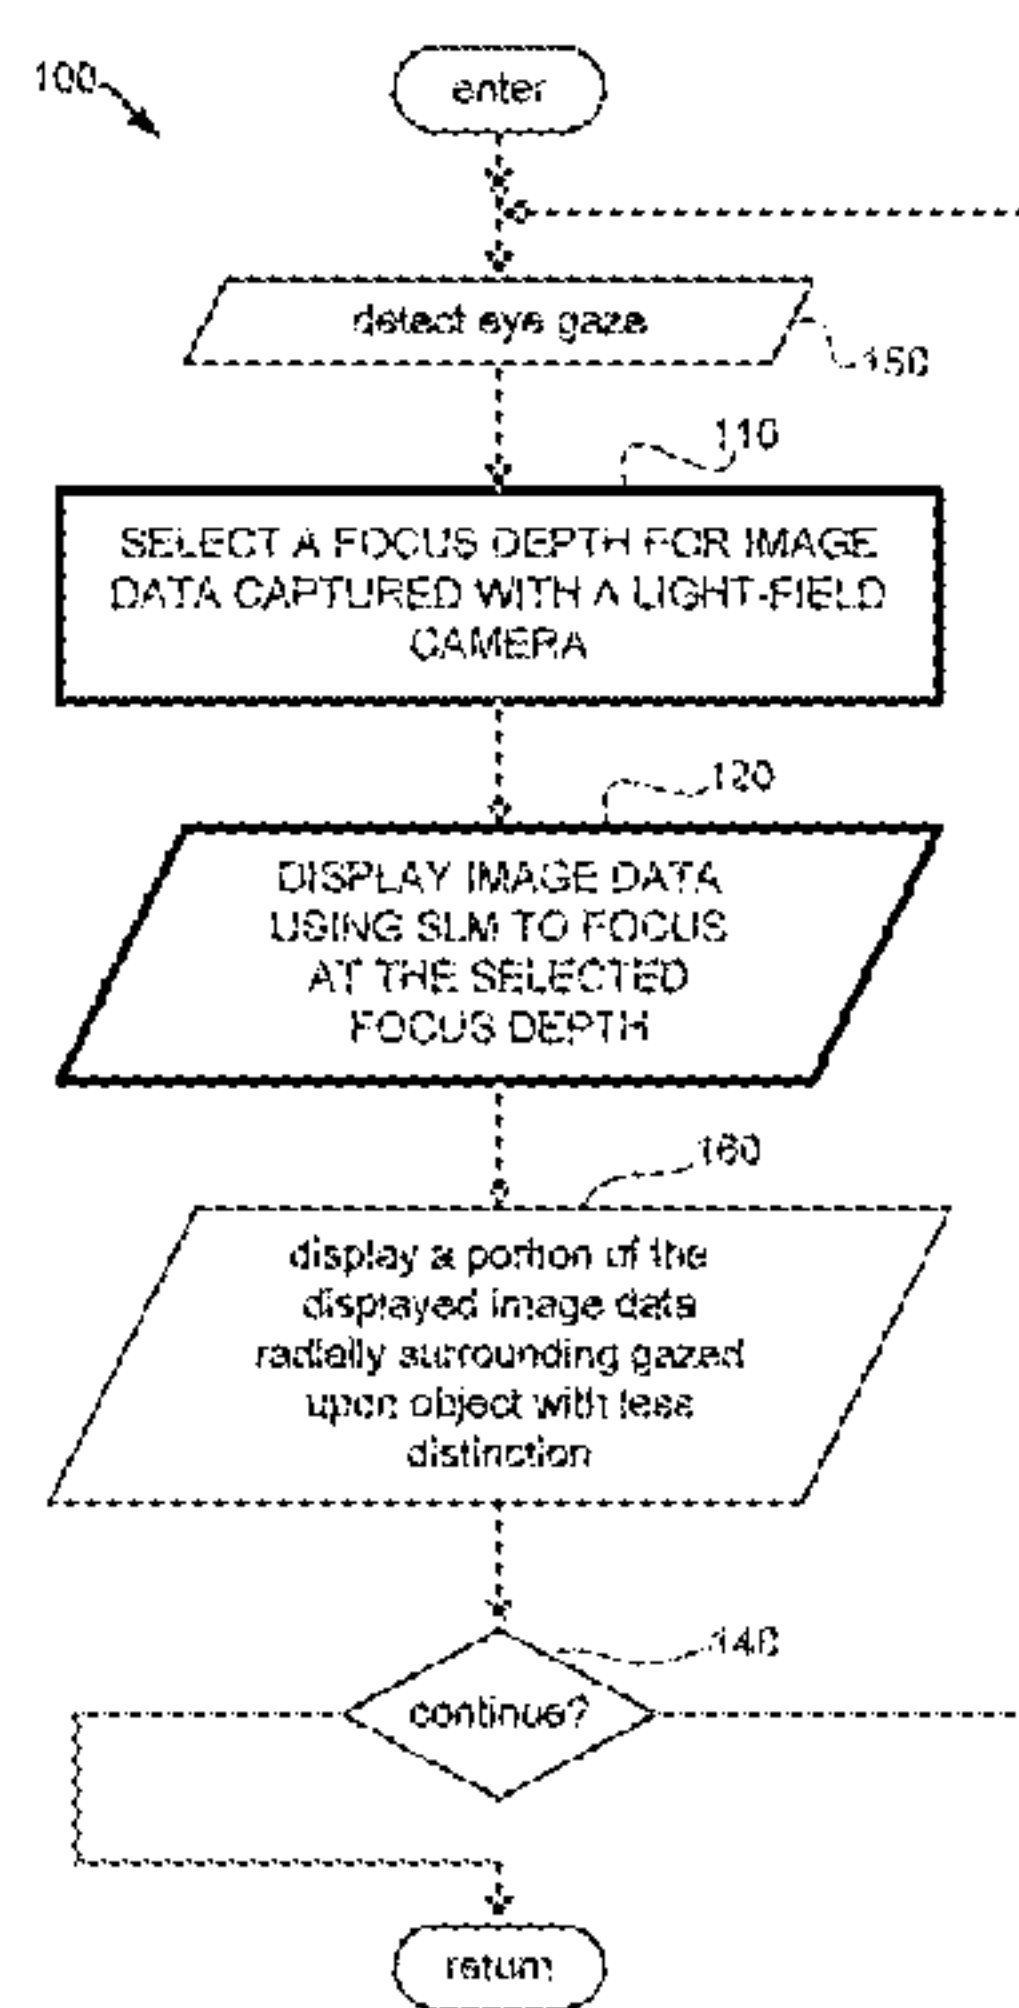 100
enter
detect eye gaze
150
110
SELECT A FOCUS DEPTH FOR IMAGE
DATA CAPTURED WITH A LIGHT-FIELD
CAMERA
120
DISPLAY IMAGE DATA
USING SLM TO FOCUS
AT THE SELECTED
FOCUS DEPTH
160
display a portion of the
displayed image data
radially surrounding gazed
upon object with less
distinction
140
continue?
return